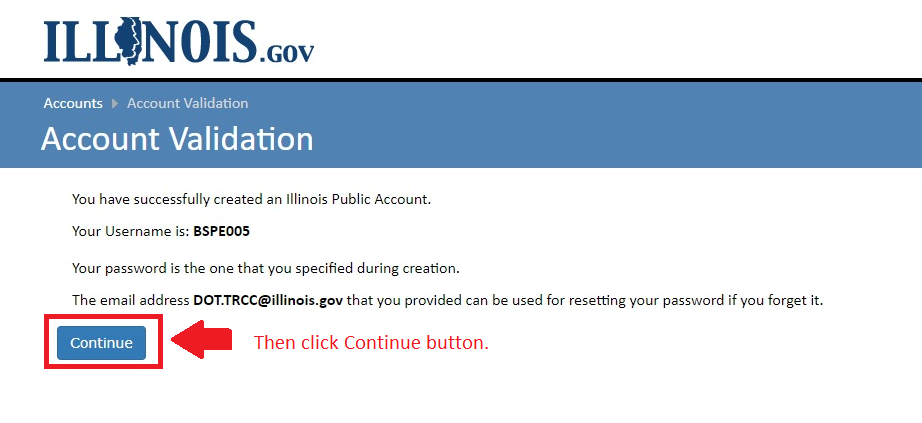 ILLINOIS.GOV
Accounts Account Validation
Account Validation
You have successfully created an Illinois Public Account.
Your Username is: BSPE005
Your password is the one that you specified during creation.
The email address DOT.TRCC@illinois.gov that you provided can be used for resetting your password if you forget it.
Continue Then click Continue button.